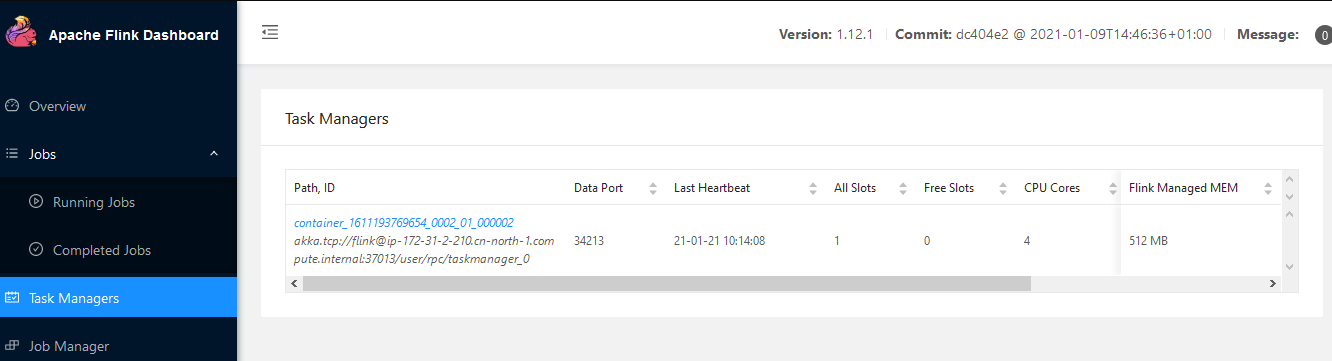 Apache Flink Dashboard
Version: 1.12.1 Commit: dc404e2 @ 2021-01-09T14:46:36+01:00 Message: 0
Overview
Jobs
Running Jobs
Completed Jobs
Task Managers
Job Manager
Task Managers
Path, ID Data Port Last Heartbeat All Slots Free Slots CPU Cores Flink Managed MEM
container_1611193769654_0002_01_000002
akka.tcp://flink@ip-172-31-2-210.cn-north-1.com
pute.internal:37013/user/rpc/taskmanager_0
34213 21-01-21 10:14:08 1 0 4 512 MB